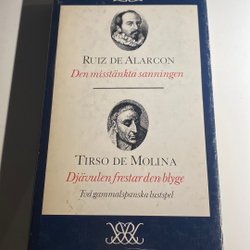 RUIZ DE ALARCON
Den misstänkta sanningen
TIRSO DE MOLINA
Djävulen frestar den blyge
Två gammalspanska lustspel